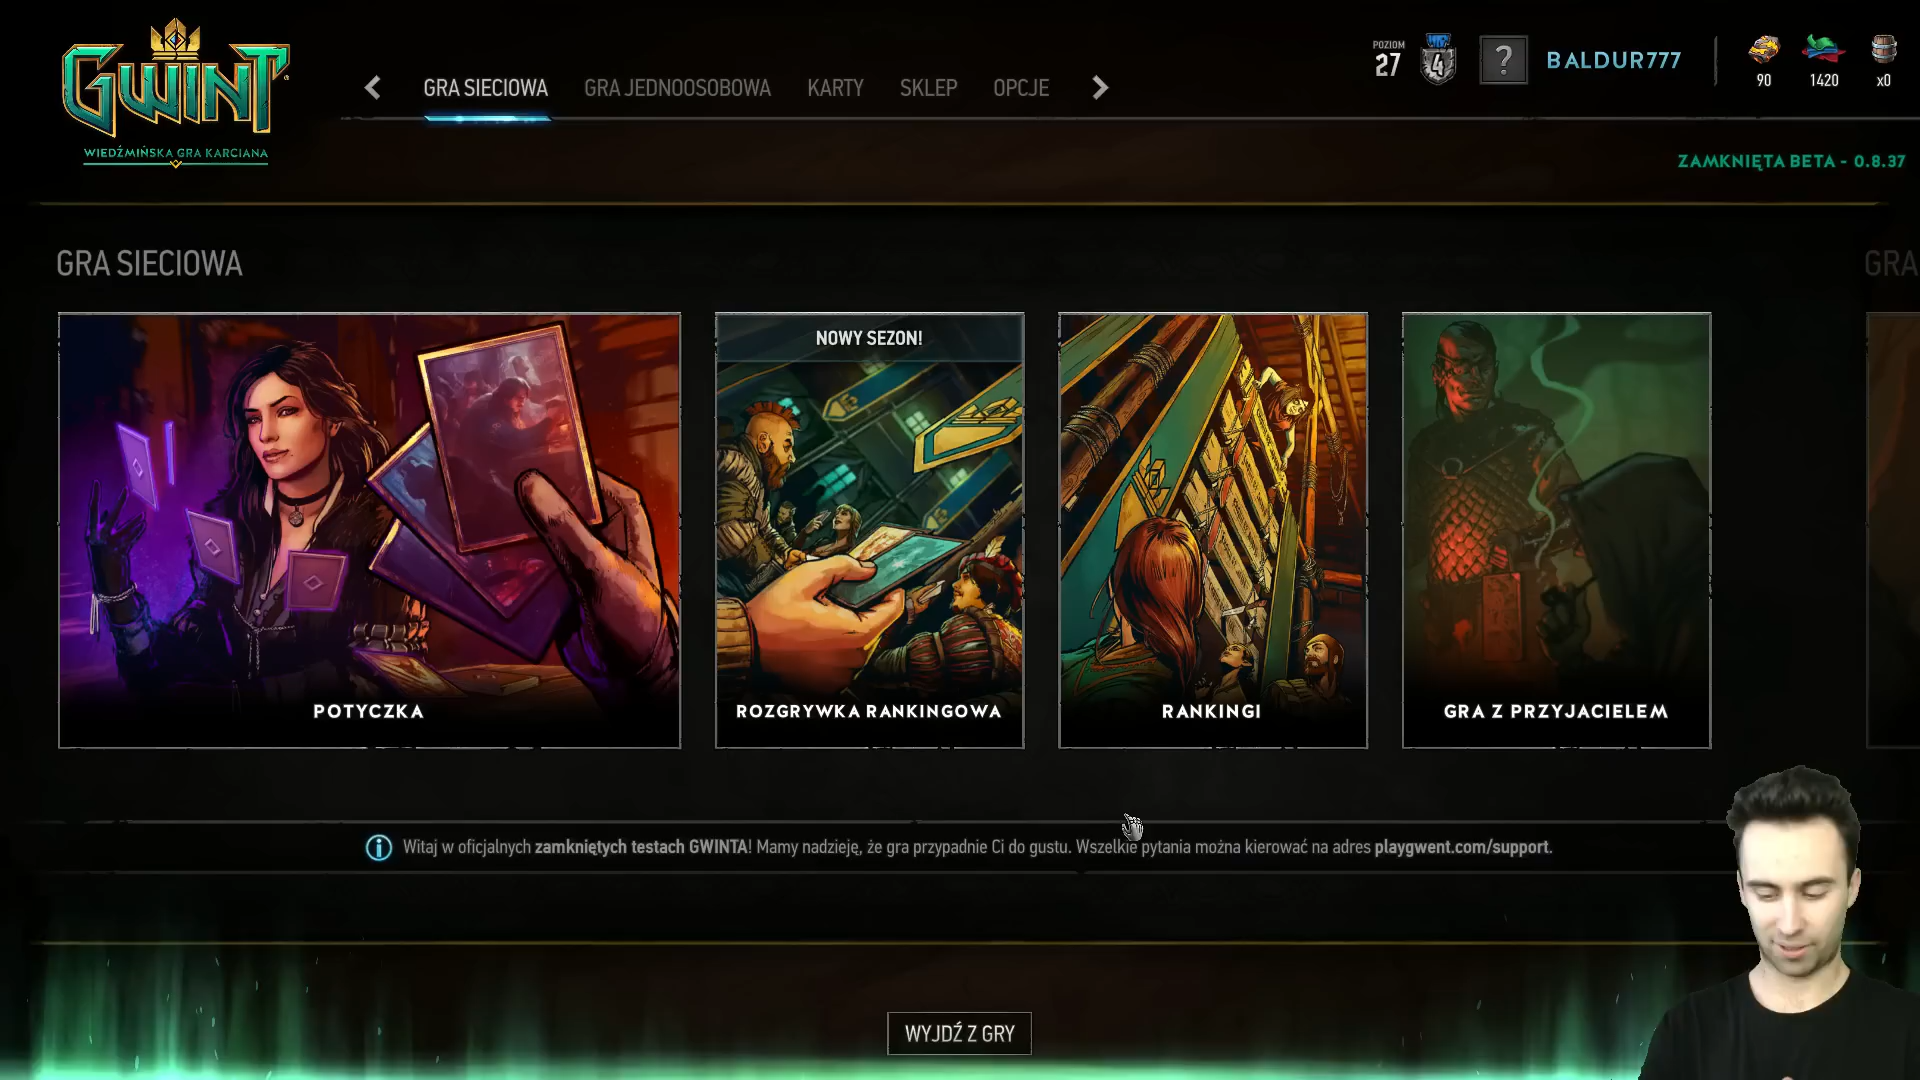 GWINT
WIEDŹMIŃSKA GRA KARCIANA
GRA SIECIOWA
GRA JEDNOOSOBOWA
KARTY
SKLEP
OPCJE
POZIOM
27
4
?
BALDUR777
90
1420
x0
ZAMKNIĘTA BETA - 0.8.37
GRA SIECIOWA
GRA
NOWY SEZON!
POTYCZKA
ROZGRYWKA RANKINGOWA
RANKINGI
GRA Z PRZYJACIELEM
Witaj w oficjalnych zamkniętych testach GWINTA! Mamy nadzieję, że gra przypadnie Ci do gustu. Wszelkie pytania można kierować na adres playgwent.com/support.
WYJDŹ Z GRY